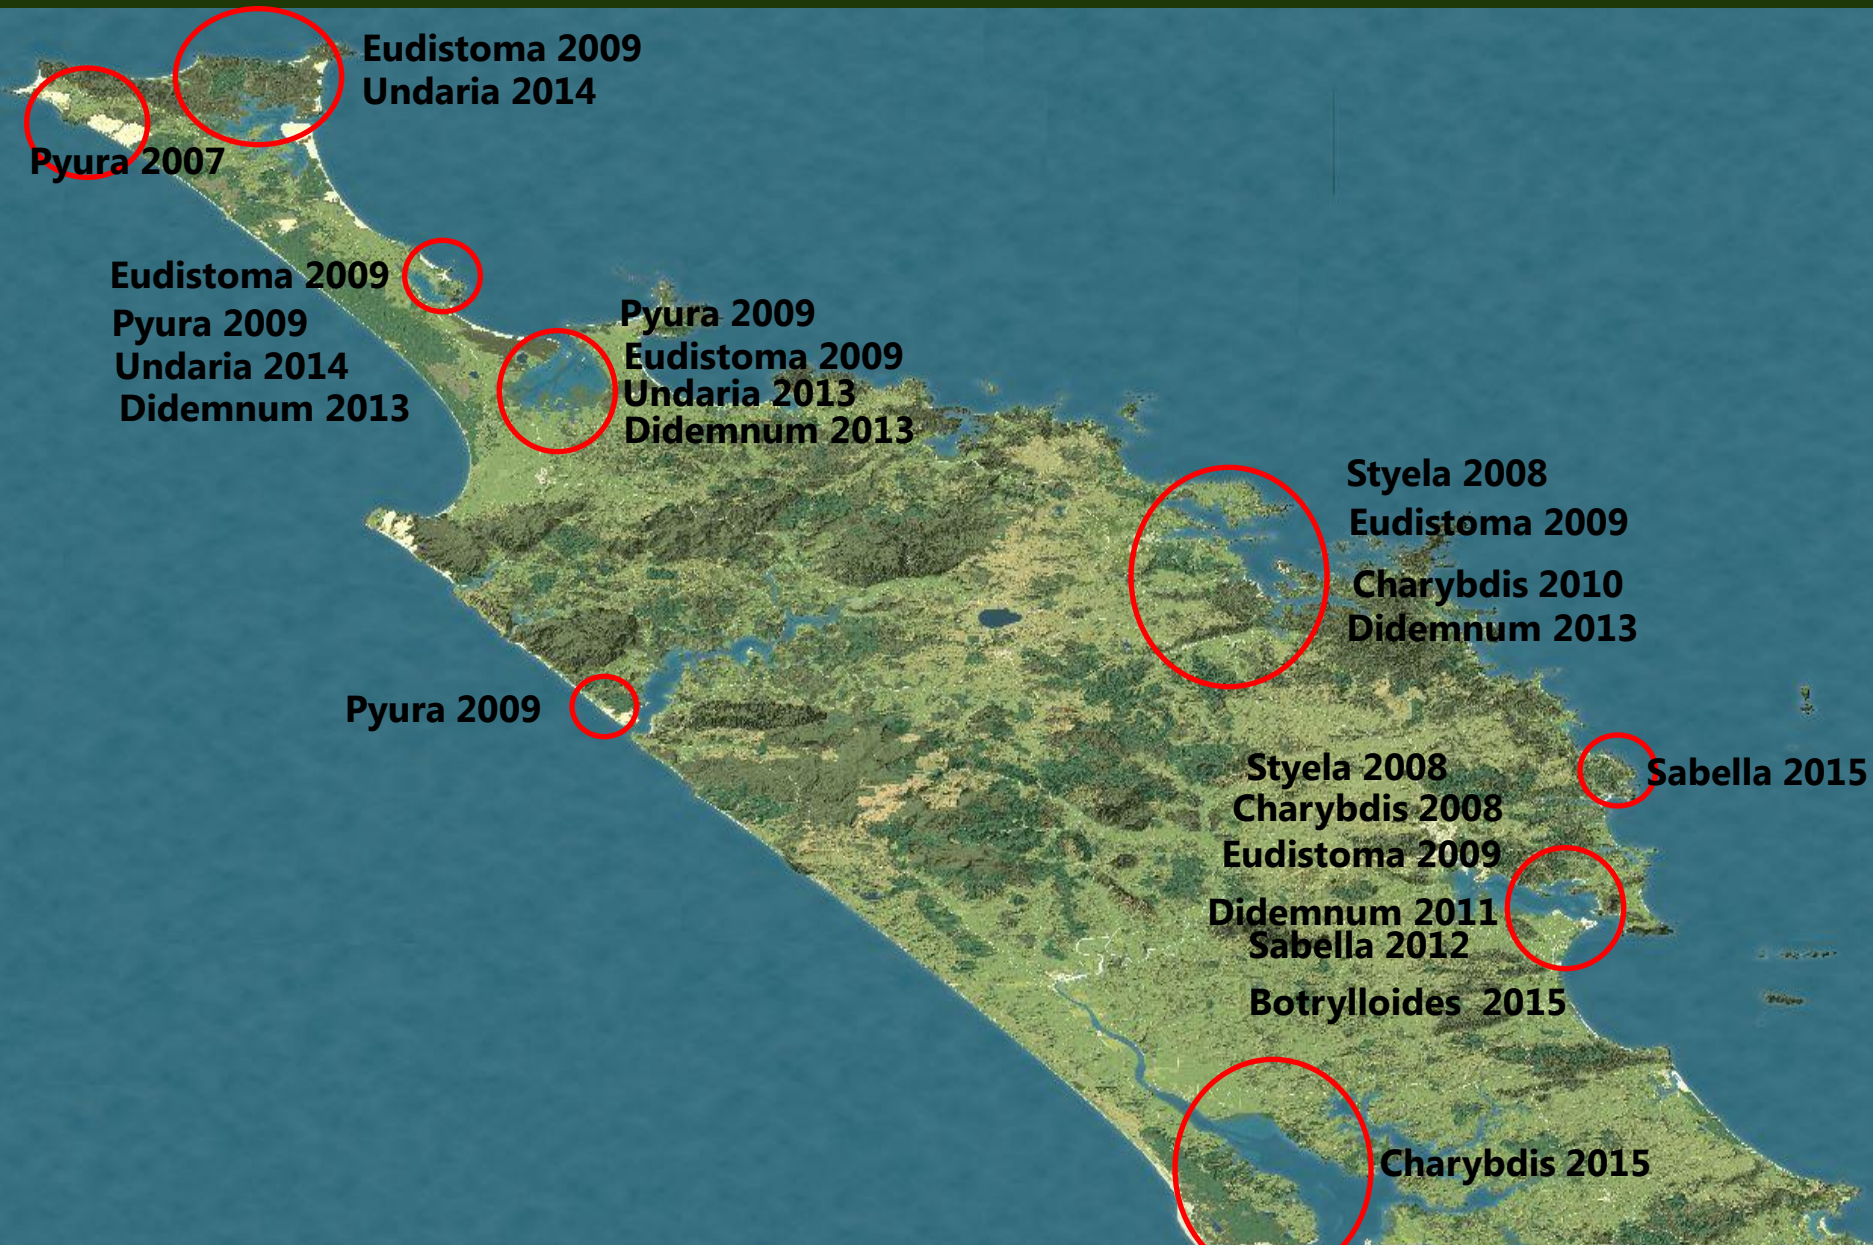 Eudistoma 2009
Undaria 2014
Pyura 2007
Eudistoma 2009
Pyura 2009
Undaria 2014
Didemnum 2013
Pyura 2009
Eudistoma 2009
Undaria 2013
Didemnum 2013
Styela 2008
Eudistoma 2009
Charybdis 2010
Didemnum 2013
Pyura 2009
Sabella 2015
Styela 2008
Charybdis 2008
Eudistoma 2009
Didemnum 2011
Sabella 2012
Botrylloides 2015
Charybdis 2015